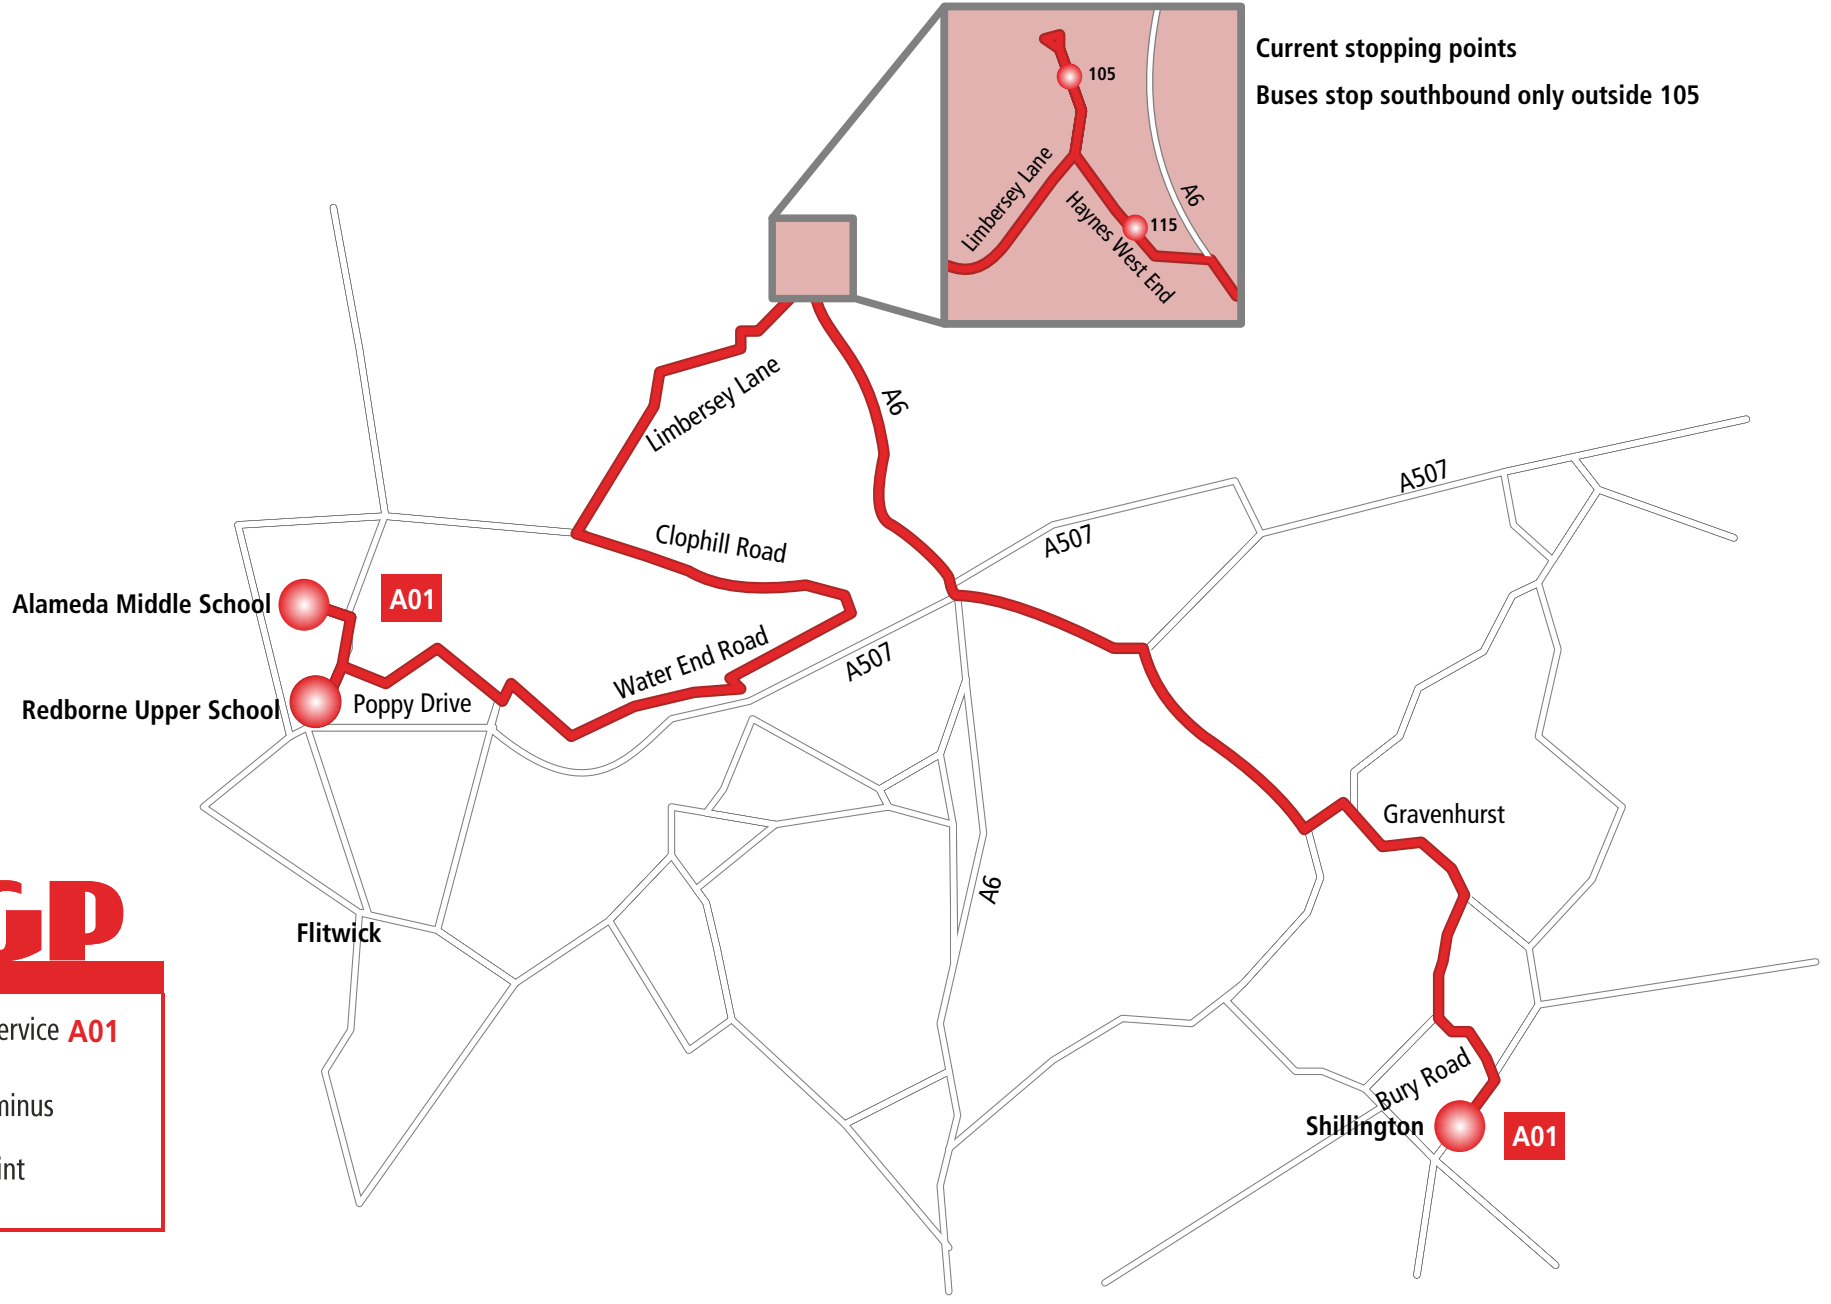 Current stopping points
Buses stop southbound only outside 105
105
Limbersey Lane
A6
115
Haynes West End
Limbersey Lane
A6
A507
A507
Clophill Road
Alameda Middle School
A01
Water End Road
A507
Redborne Upper School
Poppy Drive
Gravenhurst
A6
GP
Flitwick
ervice A01
Bury Road
minus
Shillington
A01
int